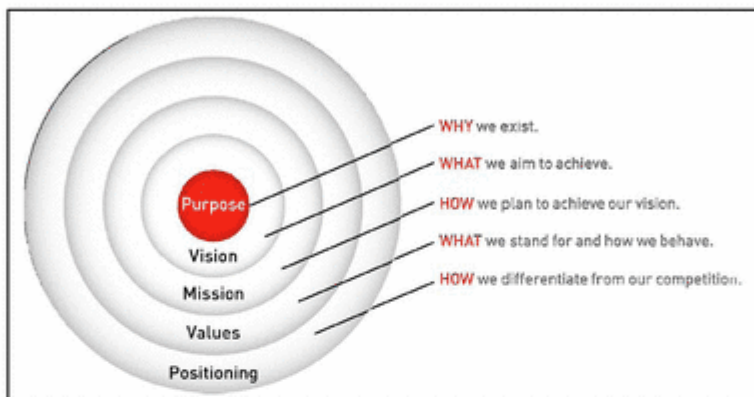 Purpose
Vision
Mission
Values
Positioning
WHY we exist.
WHAT we aim to achieve.
HOW we plan to achieve our vision.
WHAT we stand for and how we behave.
HOW we differentiate from our competition.